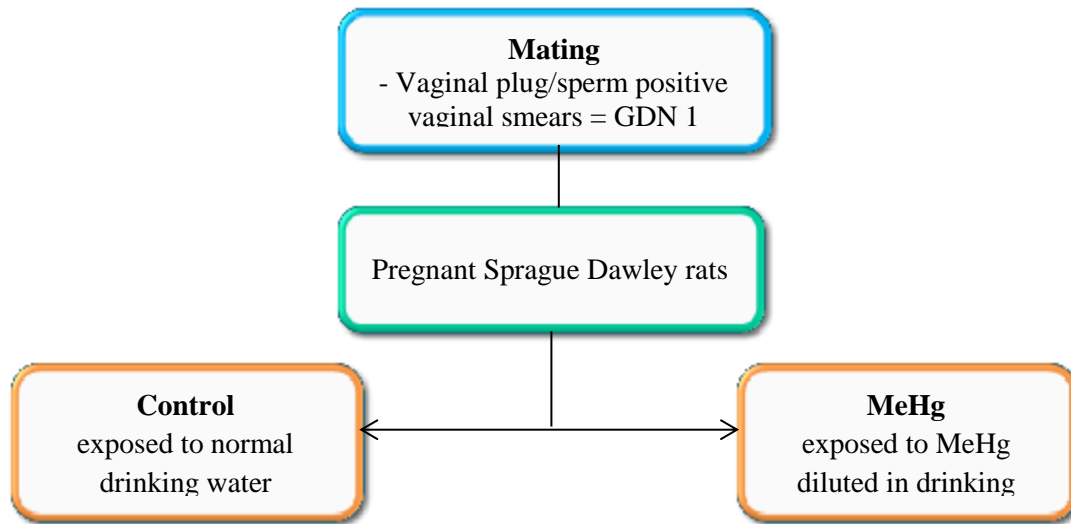 Mating
- Vaginal plug/sperm positive
vaginal smears = GDN 1
Pregnant Sprague Dawley rats
Control
exposed to normal
drinking water
MeHg
exposed to MeHg
diluted in drinking